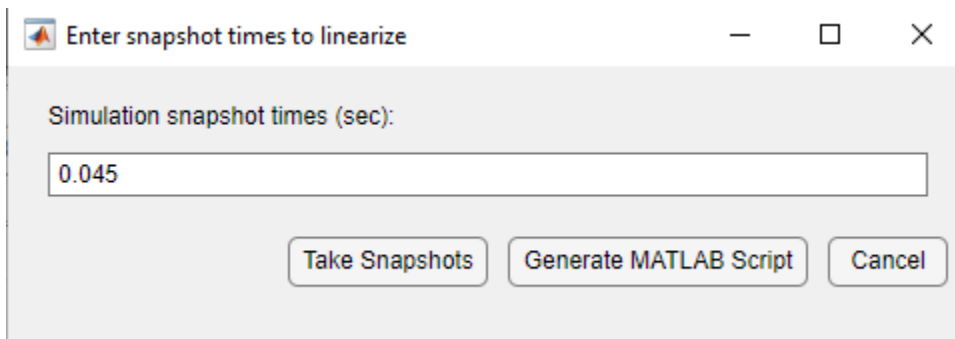 Enter snapshot times to linearize
Simulation snapshot times (sec):
0.045
Take Snapshots Generate MATLAB Script Cancel